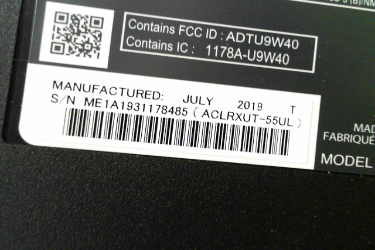 Contains FCC ID : ADTU9W40
Contains IC : 1178A-U9W40
MANUFACTURED: JULY 2019 T
S/N ME1A1931178485 ( ACLRXUT-55UL )
MODEL